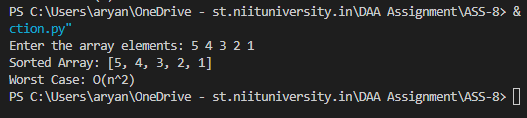 PS C:\Users\aryan\OneDrive - st.niituniversity.in\DAA Assignment\ASS-8> &
ction.py"
Enter the array elements: 5 4 3 2 1
Sorted Array: [5, 4, 3, 2, 1]
Worst Case: O(n^2)
PS C:\Users\aryan\OneDrive - st.niituniversity.in\DAA Assignment\ASS-8>